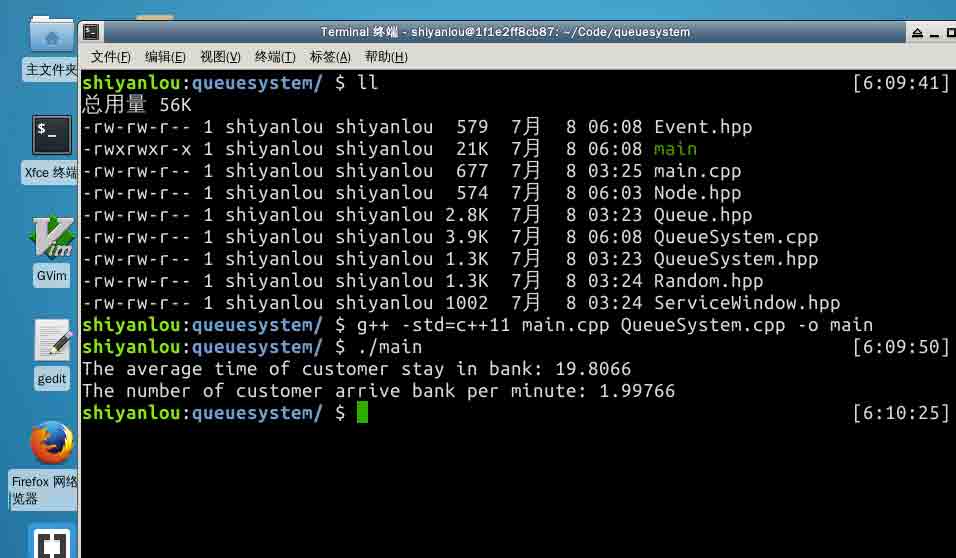 Terminal 终端 - shiyanlou@1f1e2ff8cb87: ~/Code/queuesystem
文件(F) 编辑(E) 视图(V) 终端(T) 标签(A) 帮助(H)
shiyanlou:queuesystem/ $ ll [6:09:41]
总用量 56K
-rw-rw-r-- 1 shiyanlou shiyanlou 579 7月 8 06:08 Event.hpp
-rwxrwxr-x 1 shiyanlou shiyanlou 21K 7月 8 06:08 main
-rw-rw-r-- 1 shiyanlou shiyanlou 677 7月 8 03:25 main.cpp
-rw-rw-r-- 1 shiyanlou shiyanlou 574 7月 8 06:03 Node.hpp
-rw-rw-r-- 1 shiyanlou shiyanlou 2.8K 7月 8 03:23 Queue.hpp
-rw-rw-r-- 1 shiyanlou shiyanlou 3.9K 7月 8 06:08 QueueSystem.cpp
-rw-rw-r-- 1 shiyanlou shiyanlou 1.3K 7月 8 03:23 QueueSystem.hpp
-rw-rw-r-- 1 shiyanlou shiyanlou 1.3K 7月 8 03:24 Random.hpp
-rw-rw-r-- 1 shiyanlou shiyanlou 1002 7月 8 03:24 ServiceWindow.hpp
shiyanlou:queuesystem/ $ g++ -std=c++11 main.cpp QueueSystem.cpp -o main
shiyanlou:queuesystem/ $ ./main [6:09:50]
The average time of customer stay in bank: 19.8066
The number of customer arrive bank per minute: 1.99766
shiyanlou:queuesystem/ $ [6:10:25]
主文件夹
$_
Xfce 终端
Vim
GVim
gedit
Firefox 网络
览器